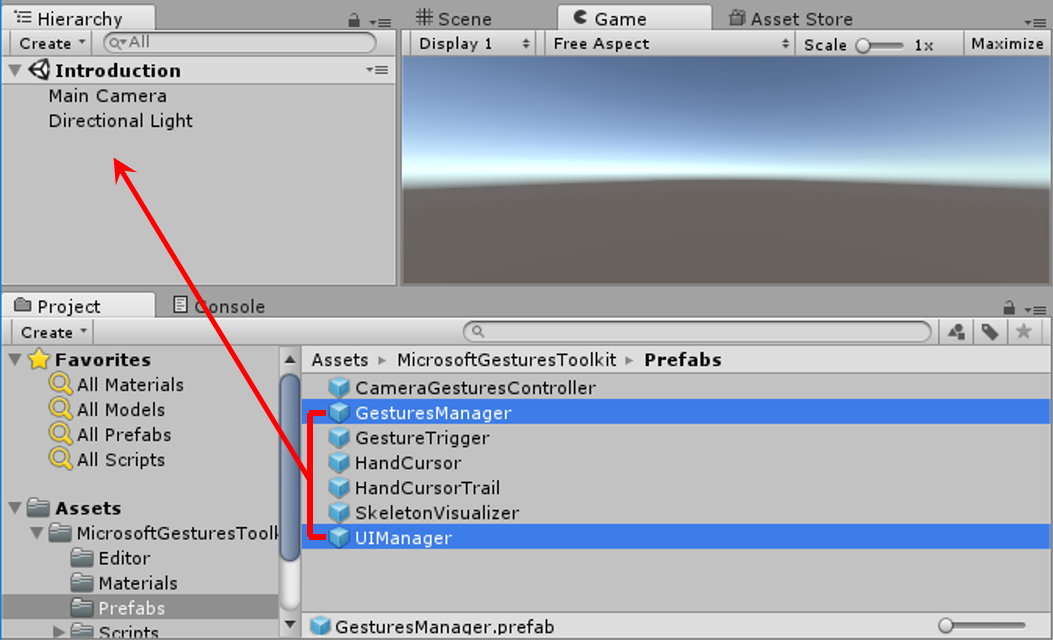 Hierarchy
Create
All
Introduction
Main Camera
Directional Light
Scene
Game
Asset Store
Display 1
Free Aspect
Scale
1x
Maximize
Project
Console
Create
Favorites
All Materials
All Models
All Prefabs
All Scripts
Assets
MicrosoftGesturesToolk
Editor
Materials
Prefabs
Scripts
Assets MicrosoftGesturesToolkit Prefabs
CameraGesturesController
GesturesManager
GestureTrigger
HandCursor
HandCursorTrail
SkeletonVisualizer
UIManager
GesturesManager.prefab